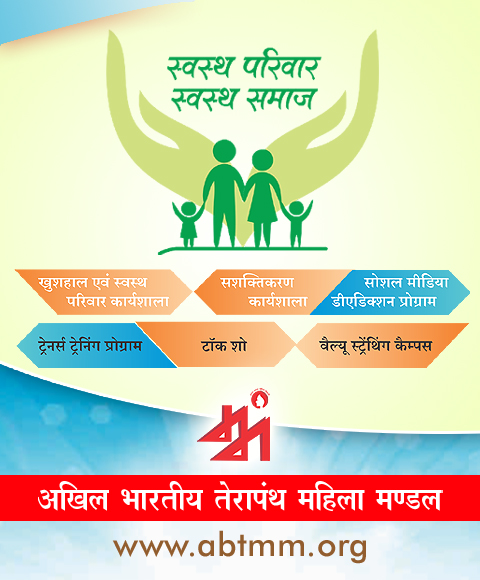 स्वस्थ परिवार
स्वस्थ समाज
खुशहाल एवं स्वस्थ
परिवार कार्यशाला
सशक्तिकरण
कार्यशाला
सोशल मीडिया
डीएडिक्शन प्रोग्राम
ट्रेनर्स ट्रेनिंग प्रोग्राम
टॉक शो
वैल्यू स्ट्रेंथिंग कैम्पस
अखिल भारतीय तेरापंथ महिला मण्डल
www.abtmm.org